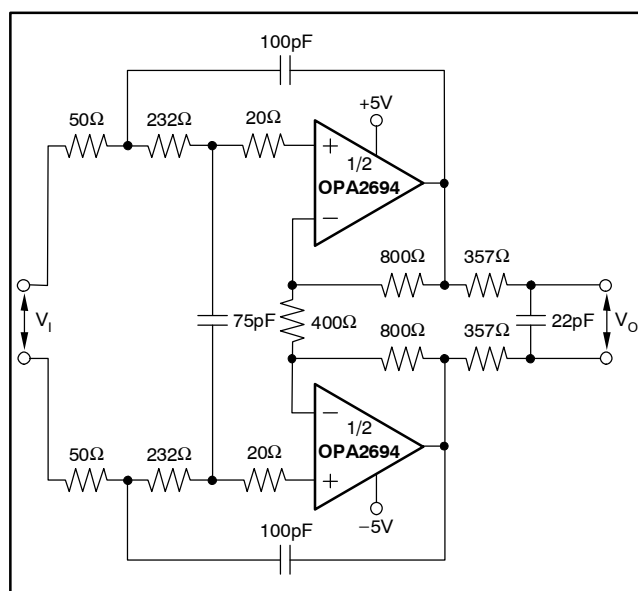 100pF
50Ω
232Ω
20Ω
+5V
+
1/2
OPA2694
−
800Ω
357Ω
V_I
75pF
400Ω
22pF
V_O
800Ω
357Ω
−
1/2
OPA2694
+
50Ω
232Ω
20Ω
−5V
100pF